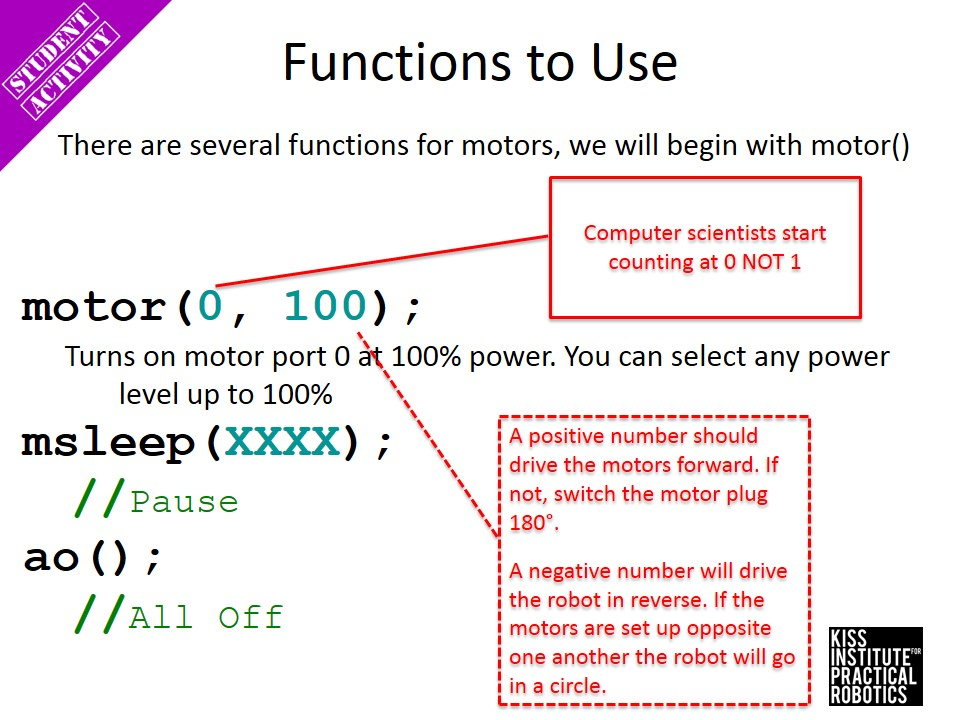 STUDENT
ACTIVITY
Functions to Use
There are several functions for motors, we will begin with motor()
Computer scientists start
counting at 0 NOT 1
motor(0, 100);
Turns on motor port 0 at 100% power. You can select any power
level up to 100%
msleep(XXXX);
//Pause
ao();
//All Off
A positive number should
drive the motors forward. If
not, switch the motor plug
180°.
A negative number will drive
the robot in reverse. If the
motors are set up opposite
one another the robot will go
in a circle.
KISS
INSTITUTE FOR
PRACTICAL
ROBOTICS